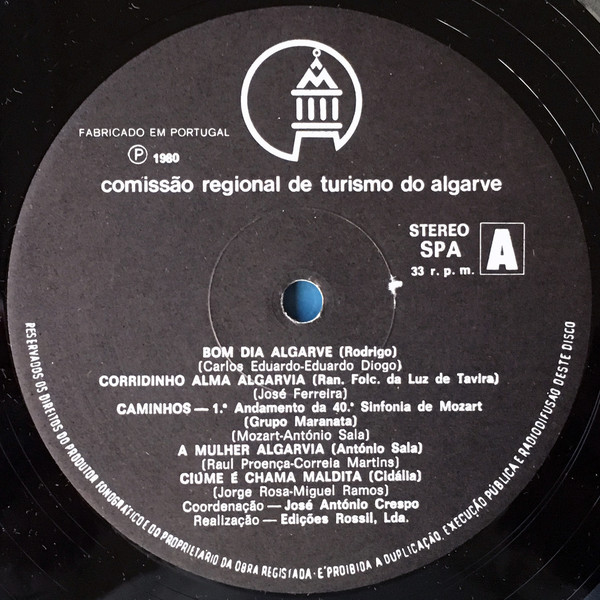 FABRICADO EM PORTUGAL
Ⓟ 1980
comissão regional de turismo do algarve
STEREO
SPA
A
33 r. p. m.
BOM DIA ALGARVE (Rodrigo)
(Carlos Eduardo-Eduardo Diogo)
CORRIDINHO ALMA ALGARVIA (Ran. Folc. da Luz de Tavira)
(José Ferreira)
CAMINHOS — 1.º Andamento da 40.ª Sinfonia de Mozart
(Grupo Maranata)
(Mozart-António Sala)
A MULHER ALGARVIA (António Sala)
(Raul Proença-Correia Martins)
CIÚME É CHAMA MALDITA (Cidália)
(Jorge Rosa-Miguel Ramos)
Coordenação — José António Crespo
Realização — Edições Rossil, Lda.
RESERVADOS OS DIREITOS DO PRODUTOR FONOGRÁFICO E DO PROPRIETÁRIO DA OBRA REGISTADA · É PROIBIDA A DUPLICAÇÃO, EXECUÇÃO PÚBLICA E RADIODIFUSÃO DESTE DISCO